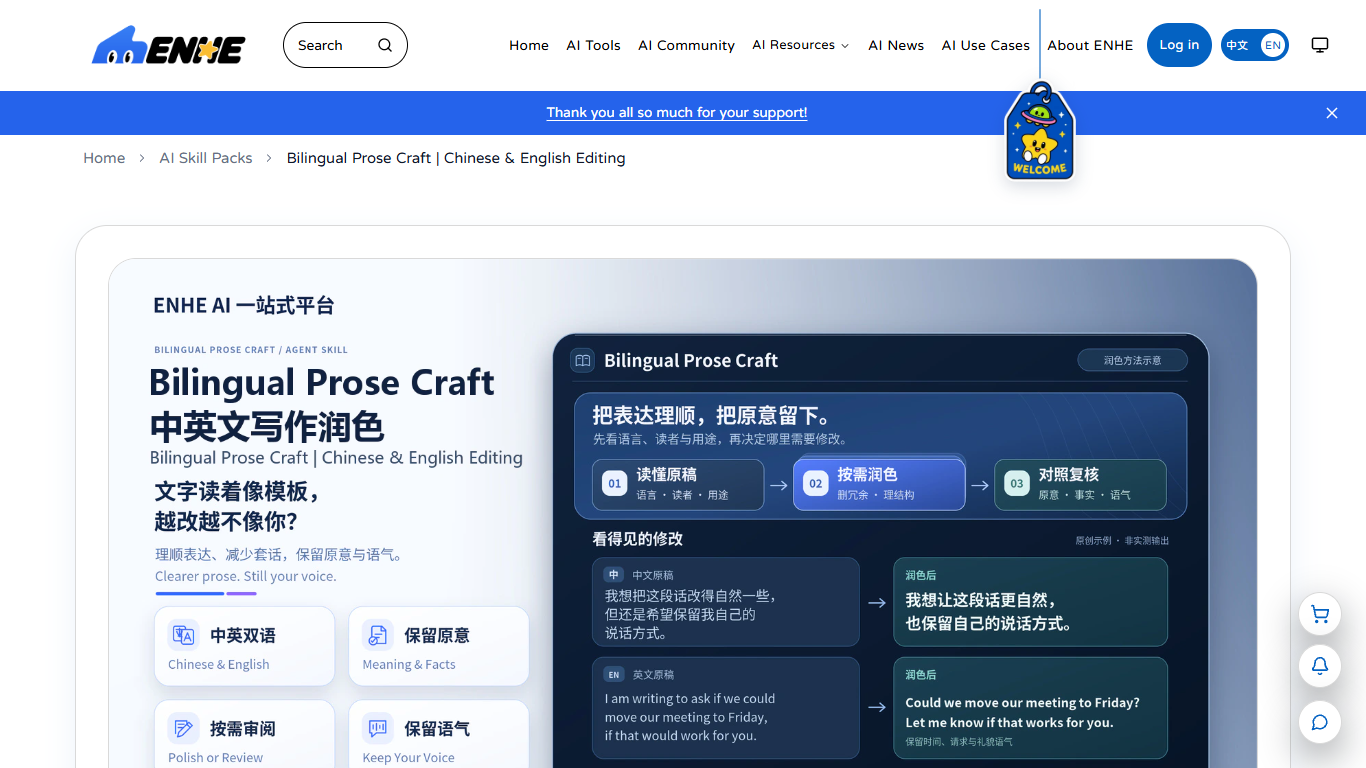 ENHE
Search
Home
AI Tools
AI Community
AI Resources
AI News
AI Use Cases
About ENHE
Log in
中文
EN
Thank you all so much for your support!
WELCOME
Home
AI Skill Packs
Bilingual Prose Craft | Chinese & English Editing
ENHE AI 一站式平台
BILINGUAL PROSE CRAFT / AGENT SKILL
Bilingual Prose Craft
中英文写作润色
Bilingual Prose Craft | Chinese & English Editing
文字读着像模板，
越改越不像你？
理顺表达、减少套话，保留原意与语气。
Clearer prose. Still your voice.
中英双语
Chinese & English
保留原意
Meaning & Facts
按需审阅
Polish or Review
保留语气
Keep Your Voice
Bilingual Prose Craft
润色方法示意
把表达理顺，把原意留下。
先看语言、读者与用途，再决定哪里需要修改。
01
读懂原稿
语言 · 读者 · 用途
02
按需润色
删冗余 · 理结构
03
对照复核
原意 · 事实 · 语气
看得见的修改
原创示例 · 非实测输出
中
中文原稿
我想把这段话改得自然一些，
但还是希望保留我自己的
说话方式。
润色后
我想让这段话更自然，
也保留自己的说话方式。
EN
英文原稿
I am writing to ask if we could
move our meeting to Friday,
if that would work for you.
润色后
Could we move our meeting to Friday?
Let me know if that works for you.
保留时间、请求与礼貌语气